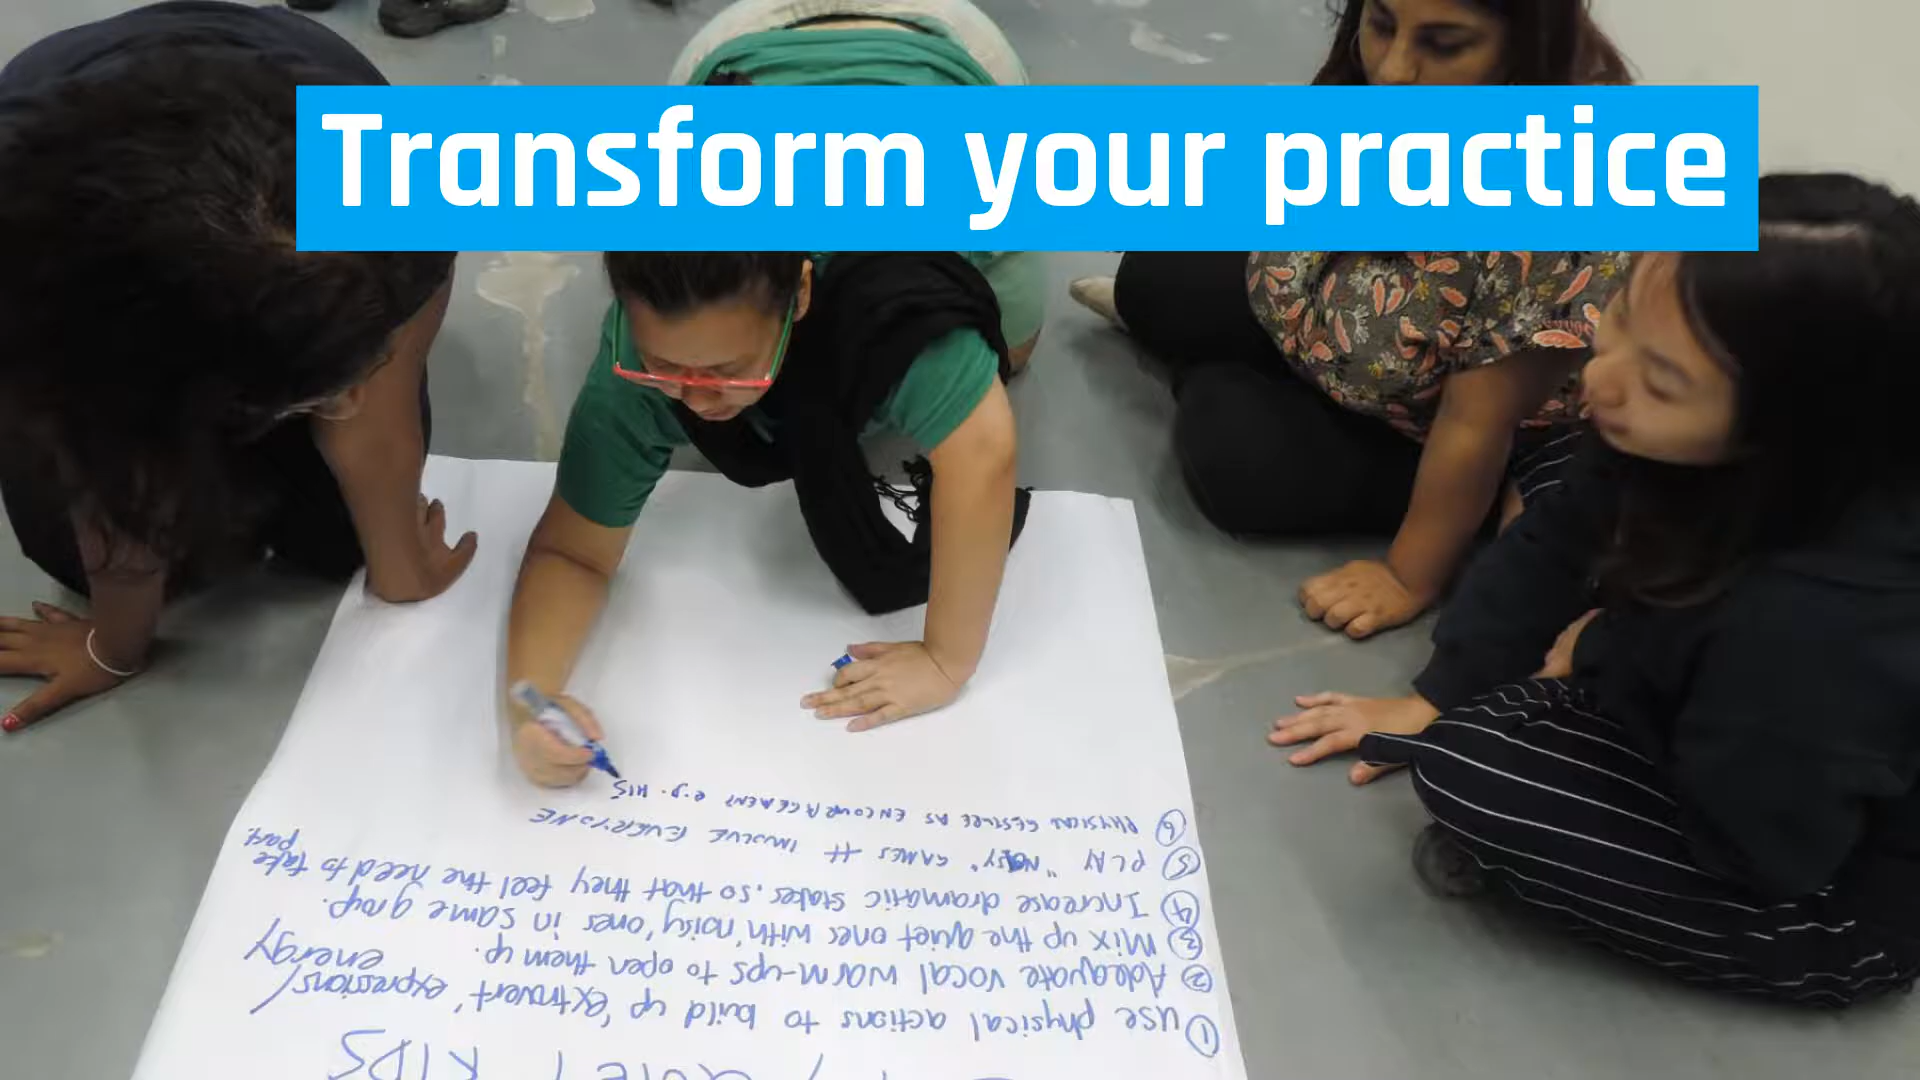 Transform your practice
QUIET KIDS
① use physical actions to build up 'extrovert' expressions/
energy
② Adequate vocal warm-ups to open them up.
③ Mix up the quiet ones with 'noisy' ones in same group.
④ Increase dramatic stakes, so that they feel the need to take
part.
⑤ PLAY "NOISY" GAMES # INVOLVE EVERYONE
⑥ PHYSICAL GESTURE AS ENCOURAGEMENT e.g. HIS